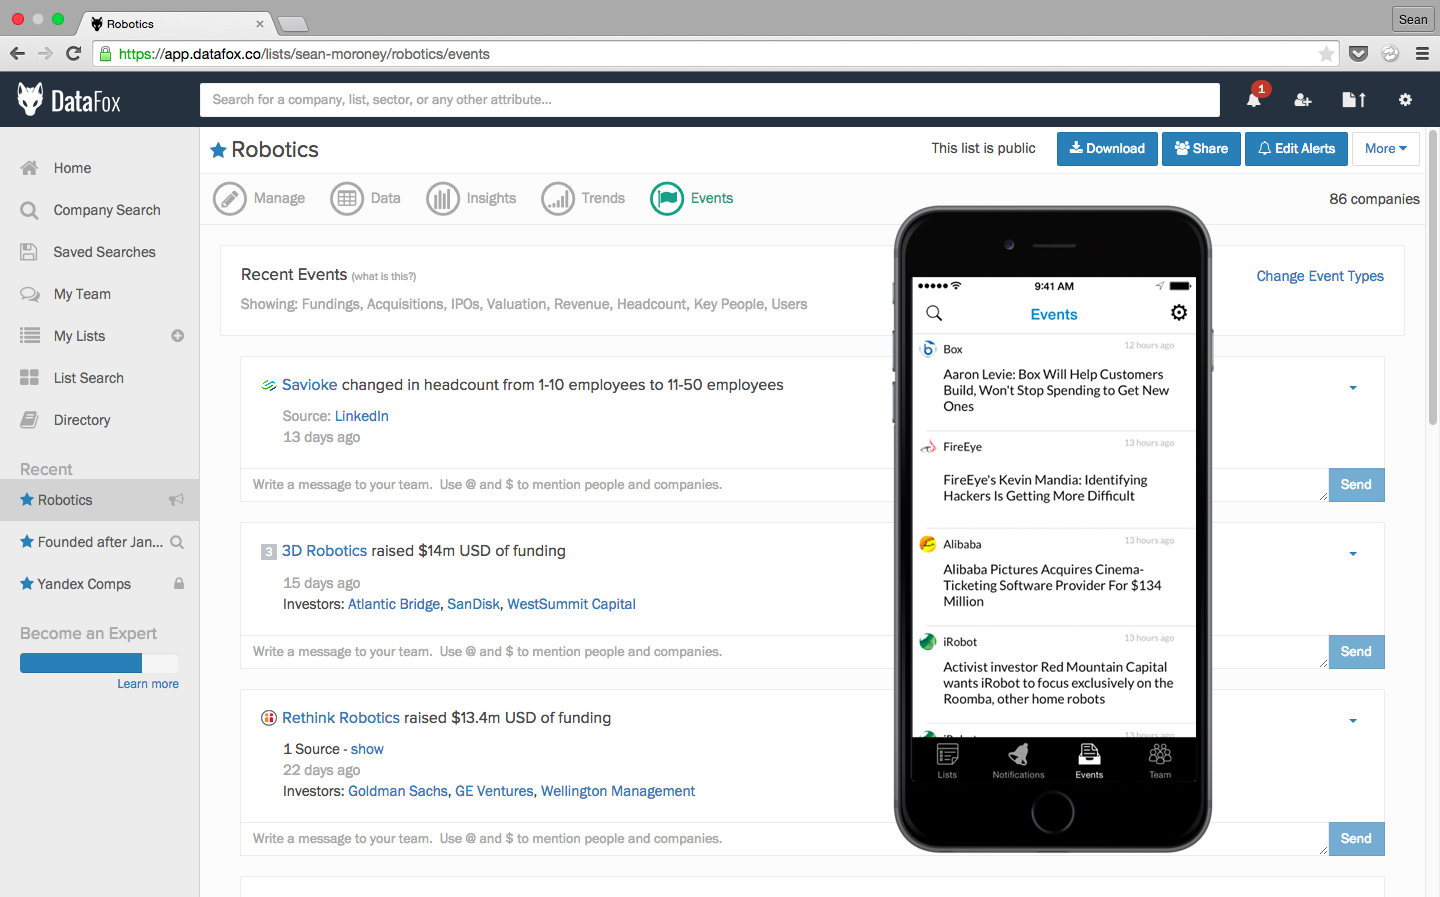 Robotics
Sean
https://app.datafox.co/lists/sean-moroney/robotics/events
DataFox
Search for a company, list, sector, or any other attribute...
1
Home
Company Search
Saved Searches
My Team
My Lists
List Search
Directory
Recent
Robotics
Founded after Jan...
Yandex Comps
Become an Expert
Learn more
Robotics
This list is public
Download
Share
Edit Alerts
More
Manage
Data
Insights
Trends
Events
86 companies
Recent Events (what is this?)
Change Event Types
Showing: Fundings, Acquisitions, IPOs, Valuation, Revenue, Headcount, Key People, Users
Savioke changed in headcount from 1-10 employees to 11-50 employees
Source: LinkedIn
13 days ago
Write a message to your team. Use @ and $ to mention people and companies.
Send
3 3D Robotics raised $14m USD of funding
15 days ago
Investors: Atlantic Bridge, SanDisk, WestSummit Capital
Write a message to your team. Use @ and $ to mention people and companies.
Send
Rethink Robotics raised $13.4m USD of funding
1 Source - show
22 days ago
Investors: Goldman Sachs, GE Ventures, Wellington Management
Write a message to your team. Use @ and $ to mention people and companies.
Send
9:41 AM
Events
b Box
12 hours ago
Aaron Levie: Box Will Help Customers
Build, Won't Stop Spending to Get New
Ones
FireEye
13 hours ago
FireEye's Kevin Mandia: Identifying
Hackers Is Getting More Difficult
Alibaba
13 hours ago
Alibaba Pictures Acquires Cinema-
Ticketing Software Provider For $134
Million
iRobot
13 hours ago
Activist investor Red Mountain Capital
wants iRobot to focus exclusively on the
Roomba, other home robots
13 hours ago
Lists
Notifications
Events
Team